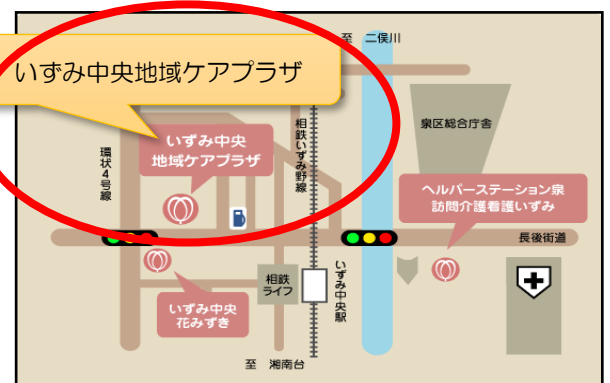 至 二俣川
いずみ中央地域ケアプラザ
いずみ中央
地域ケアプラザ
相鉄いずみ野線
環状4号線
泉区総合庁舎
ヘルパーステーション泉
訪問介護看護いずみ
長後街道
いずみ中央
花みずき
相鉄
ライフ
いずみ中央駅
至 湘南台